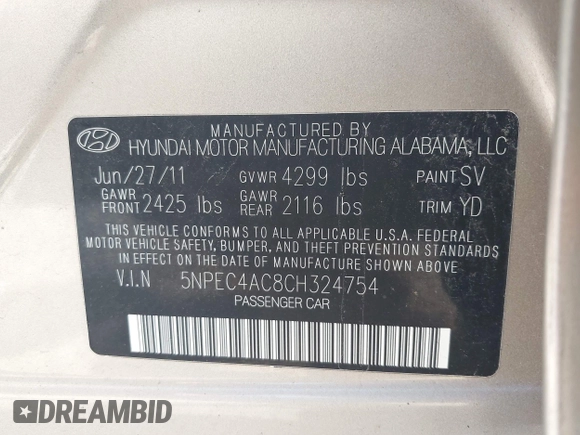 MANUFACTURED BY
HYUNDAI MOTOR MANUFACTURING ALABAMA, LLC
Jun/27/11 GVWR 4299 lbs PAINT SV
GAWR FRONT 2425 lbs GAWR REAR 2116 lbs TRIM YD
THIS VEHICLE CONFORMS TO ALL APPLICABLE U.S.A. FEDERAL
MOTOR VEHICLE SAFETY, BUMPER, AND THEFT PREVENTION STANDARDS
IN EFFECT ON THE DATE OF MANUFACTURE SHOWN ABOVE
V.I.N 5NPEC4AC8CH324754
PASSENGER CAR
DREAMBID